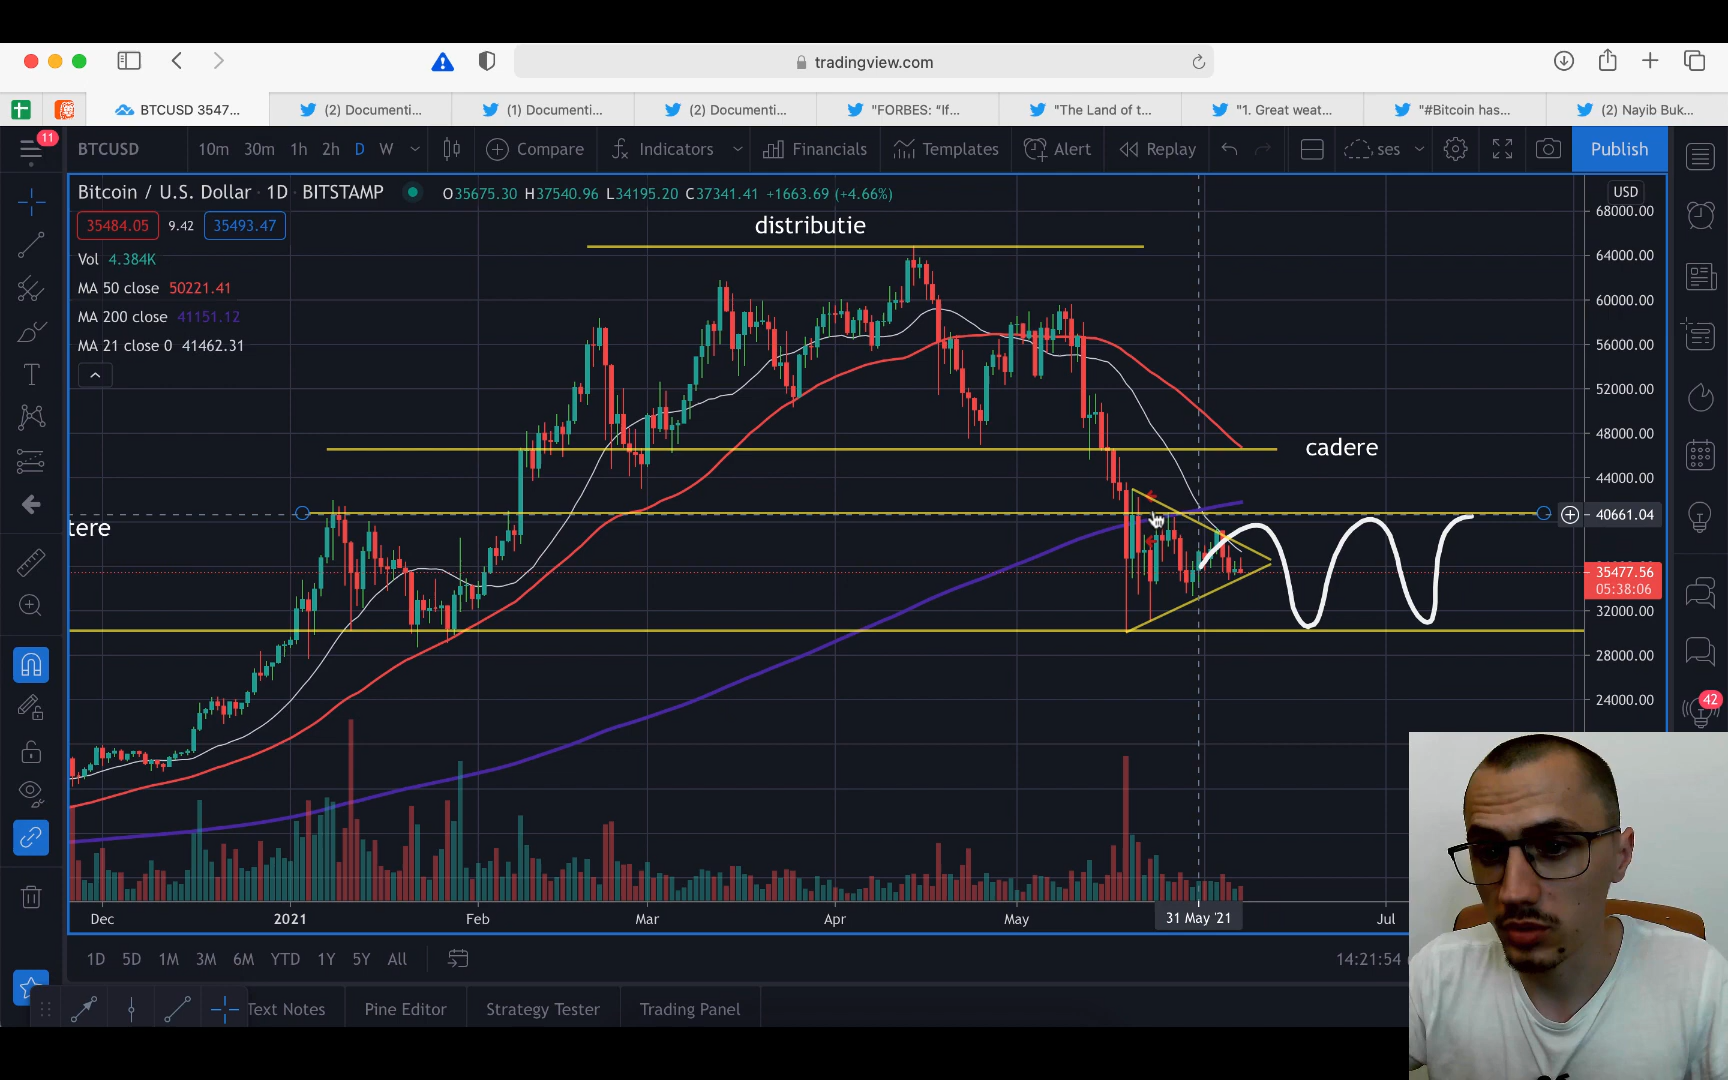 tradingview.com
BTCUSD 3547...
(2) Documenti...
(1) Documenti...
(2) Documenti...
"FORBES: “If...
"The Land of t...
"1. Great weat...
"#Bitcoin has...
(2) Nayib Buk...
11
BTCUSD
10m 30m 1h 2h D W
Compare
Indicators
Financials
Templates
Alert
Replay
ses
Publish
Bitcoin / U.S. Dollar · 1D · BITSTAMP
O35675.30 H37540.96 L34195.20 C37341.41 +1663.69 (+4.66%)
USD
35484.05 9.42 35493.47
distributie
Vol 4.384K
MA 50 close 50221.41
MA 200 close 41151.12
MA 21 close 0 41462.31
68000.00
64000.00
60000.00
56000.00
52000.00
48000.00
cadere
44000.00
tere
40661.04
35477.56
05:38:06
32000.00
28000.00
24000.00
42
Dec 2021 Feb Mar Apr May 31 May '21 Jul
1D 5D 1M 3M 6M YTD 1Y 5Y All
14:21:54
Text Notes Pine Editor Strategy Tester Trading Panel